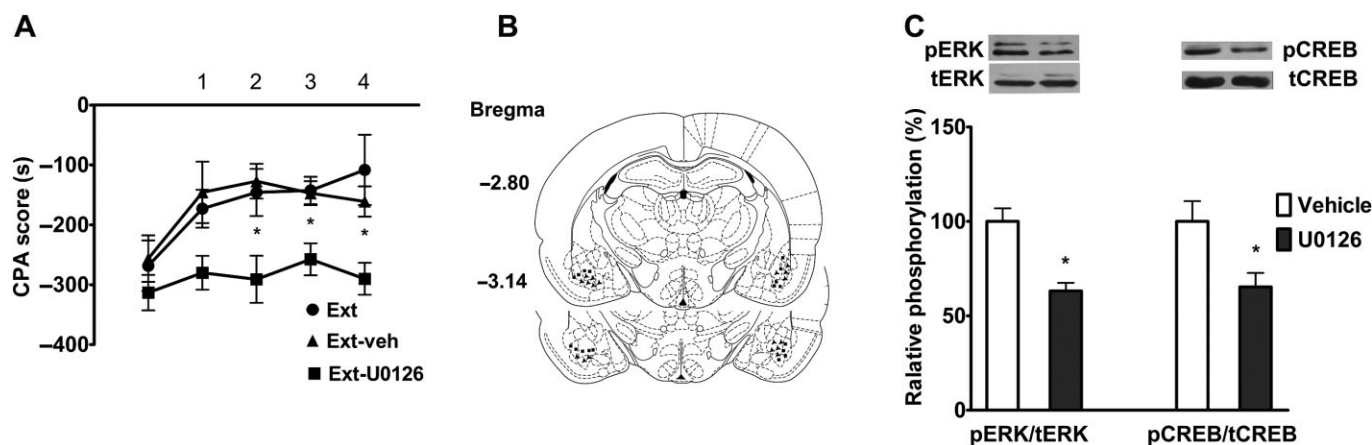 A
1 2 3 4
0
–100
–200
–300
–400
CPA score (s)
* * *
*
Ext
Ext-veh
Ext-U0126
B
Bregma
–2.80
–3.14
C
pERK
tERK
pCREB
tCREB
Ralative phosphorylation (%)
150
100
50
0
Vehicle
U0126
* *
pERK/tERK pCREB/tCREB